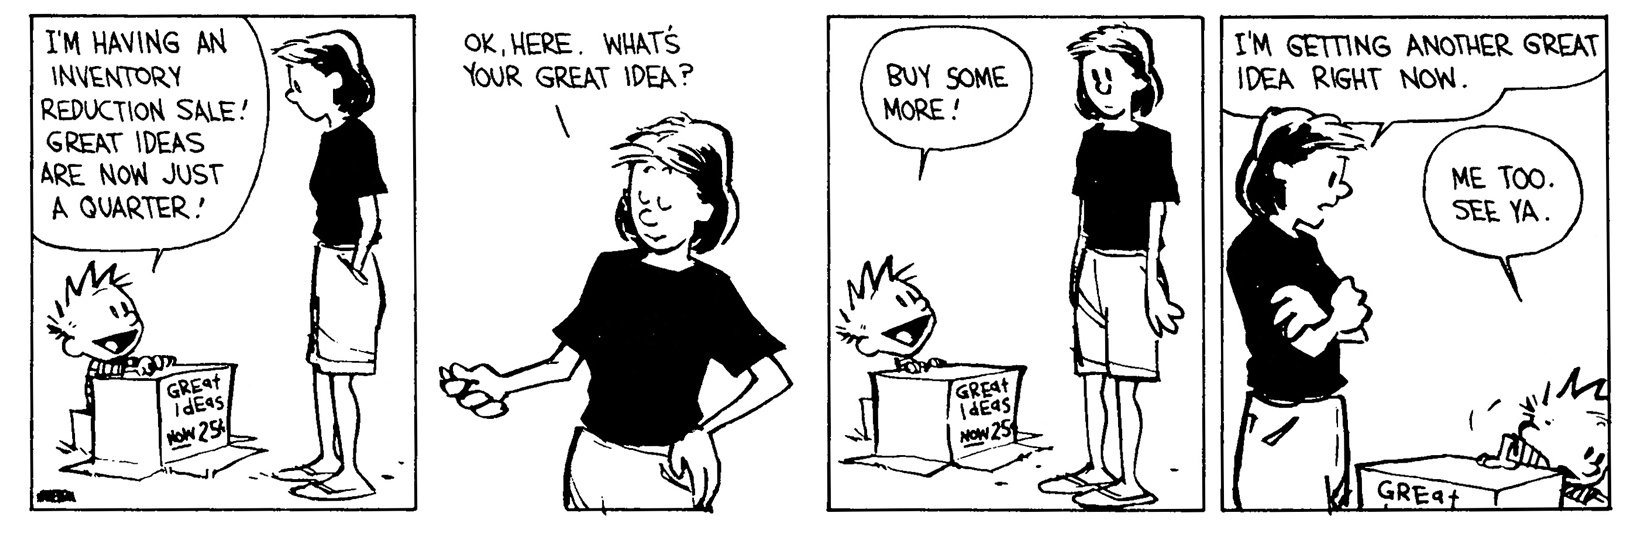 I'M HAVING AN
INVENTORY
REDUCTION SALE!
GREAT IDEAS
ARE NOW JUST
A QUARTER!
GREat
IdEAS
NOW 25¢
OK, HERE. WHAT'S
YOUR GREAT IDEA?
BUY SOME
MORE!
GREAt
IdEAS
NOW 25¢
I'M GETTING ANOTHER GREAT
IDEA RIGHT NOW.
ME TOO.
SEE YA.
GREat